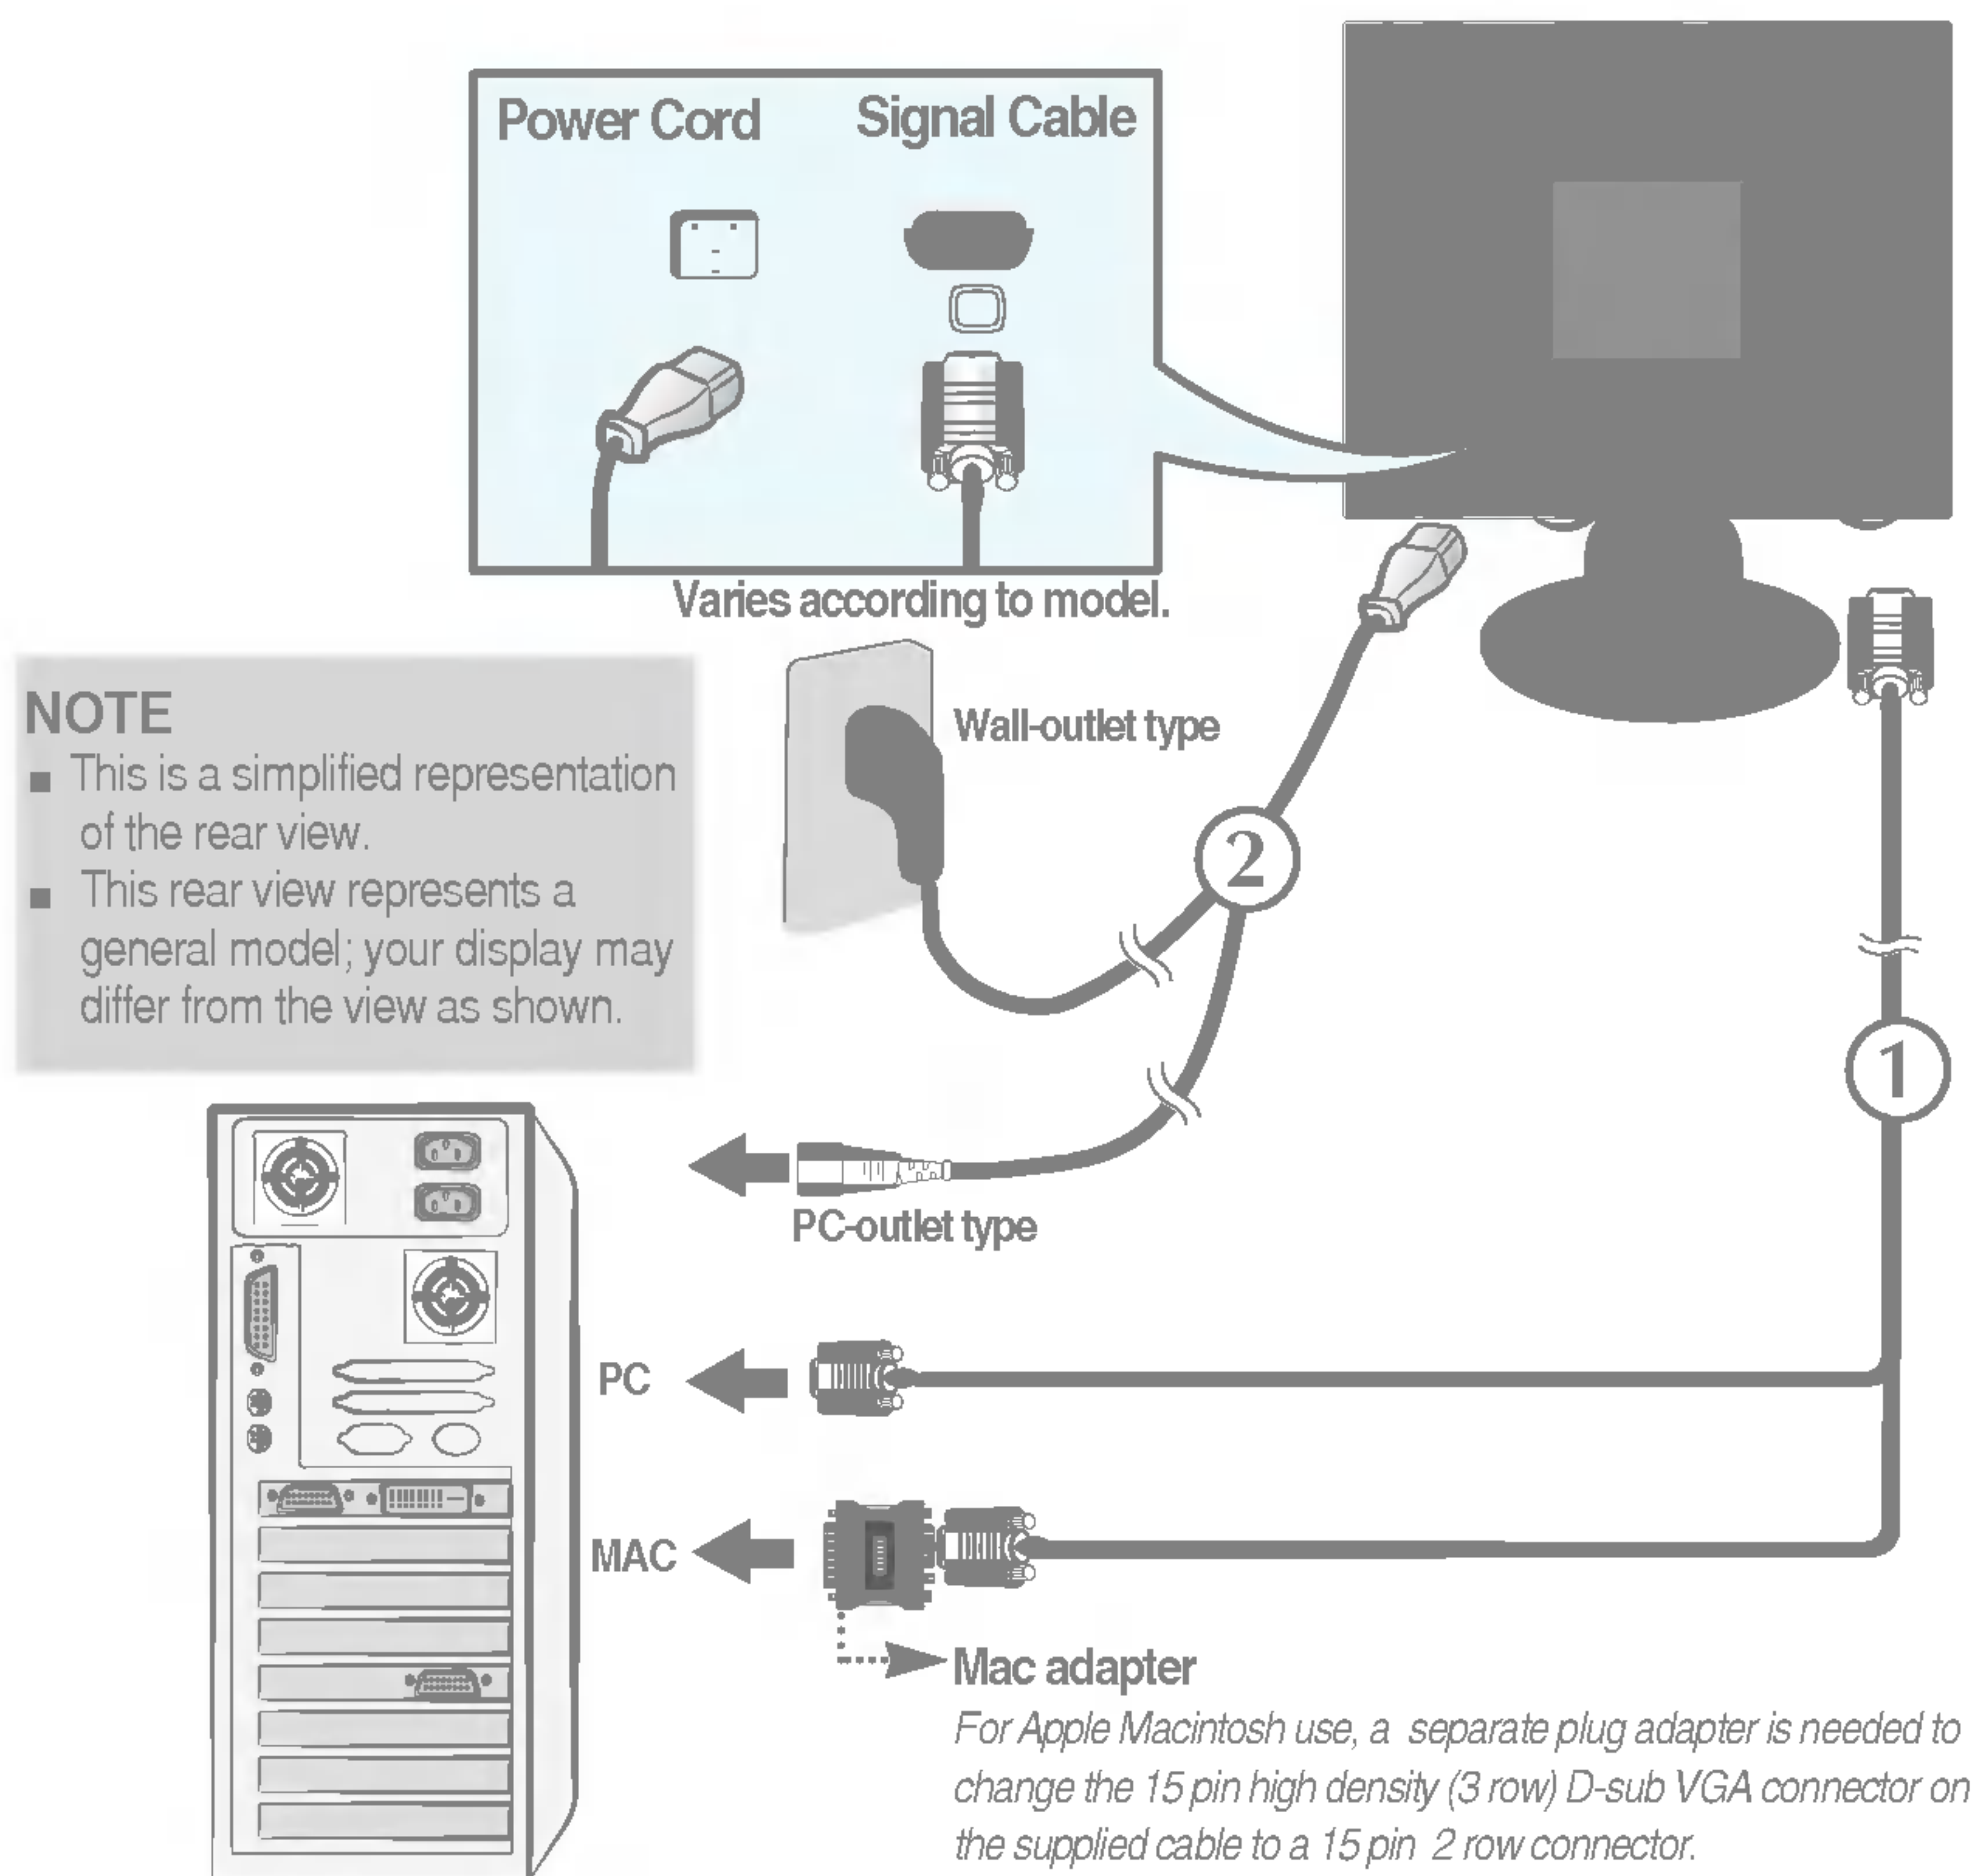 Power Cord
Signal Cable
Varies according to model.
NOTE
■ This is a simplified representation
of the rear view.
■ This rear view represents a
general model; your display may
differ from the view as shown.
Wall-outlet type
2
1
PC-outlet type
PC
MAC
Mac adapter
For Apple Macintosh use, a separate plug adapter is needed to
change the 15 pin high density (3 row) D-sub VGA connector on
the supplied cable to a 15 pin 2 row connector.